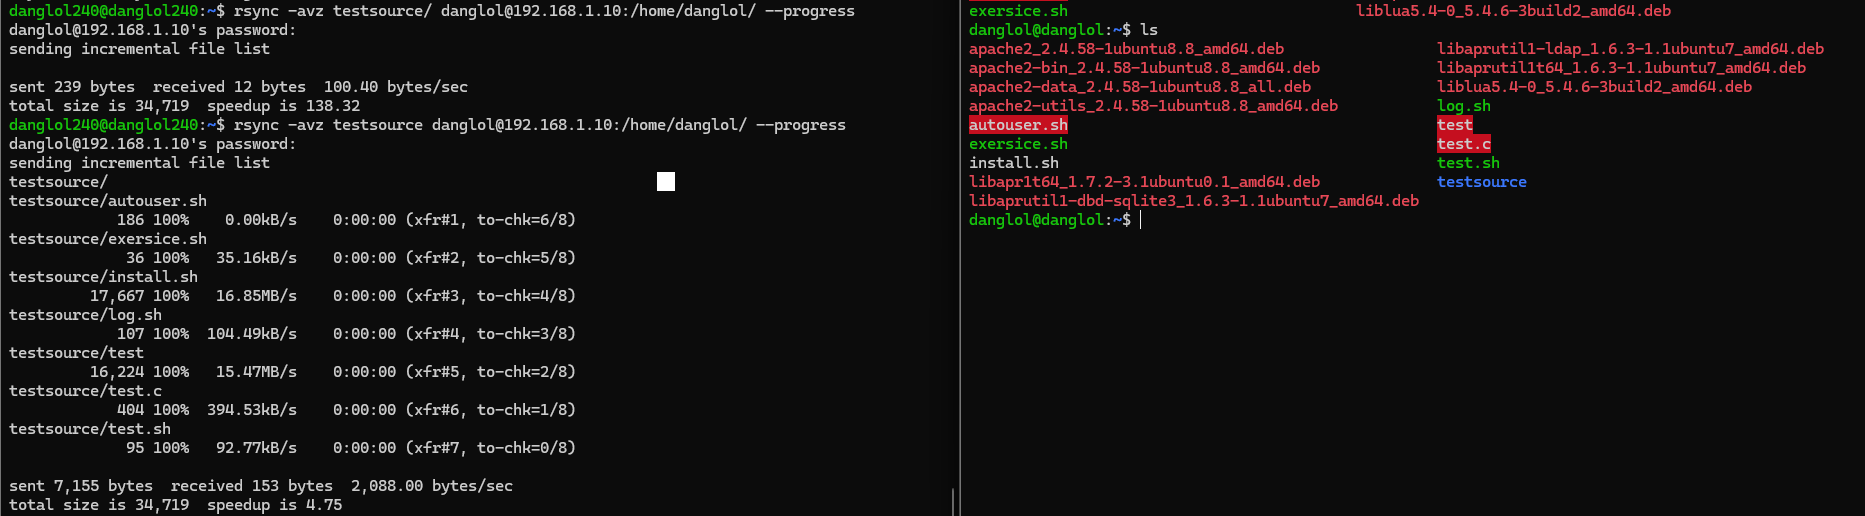 danglol240@danglol240:~$ rsync -avz testsource/ danglol@192.168.1.10:/home/danglol/ --progress
danglol@192.168.1.10's password:
sending incremental file list

sent 239 bytes  received 12 bytes  100.40 bytes/sec
total size is 34,719  speedup is 138.32
danglol240@danglol240:~$ rsync -avz testsource danglol@192.168.1.10:/home/danglol/ --progress
danglol@192.168.1.10's password:
sending incremental file list
testsource/
testsource/autouser.sh
            186 100%    0.00kB/s    0:00:00 (xfr#1, to-chk=6/8)
testsource/exersice.sh
             36 100%   35.16kB/s    0:00:00 (xfr#2, to-chk=5/8)
testsource/install.sh
         17,667 100%   16.85MB/s    0:00:00 (xfr#3, to-chk=4/8)
testsource/log.sh
            107 100%  104.49kB/s    0:00:00 (xfr#4, to-chk=3/8)
testsource/test
         16,224 100%   15.47MB/s    0:00:00 (xfr#5, to-chk=2/8)
testsource/test.c
            404 100%  394.53kB/s    0:00:00 (xfr#6, to-chk=1/8)
testsource/test.sh
             95 100%   92.77kB/s    0:00:00 (xfr#7, to-chk=0/8)

sent 7,155 bytes  received 153 bytes  2,088.00 bytes/sec
total size is 34,719  speedup is 4.75
exersice.sh                     liblua5.4-0_5.4.6-3build2_amd64.deb
danglol@danglol:~$ ls
apache2_2.4.58-1ubuntu8.8_amd64.deb                 libaprutil1-ldap_1.6.3-1.1ubuntu7_amd64.deb
apache2-bin_2.4.58-1ubuntu8.8_amd64.deb             libaprutil1t64_1.6.3-1.1ubuntu7_amd64.deb
apache2-data_2.4.58-1ubuntu8.8_all.deb              liblua5.4-0_5.4.6-3build2_amd64.deb
apache2-utils_2.4.58-1ubuntu8.8_amd64.deb           log.sh
autouser.sh                                         test
exersice.sh                                         test.c
install.sh                                          test.sh
libapr1t64_1.7.2-3.1ubuntu0.1_amd64.deb             testsource
libaprutil1-dbd-sqlite3_1.6.3-1.1ubuntu7_amd64.deb
danglol@danglol:~$